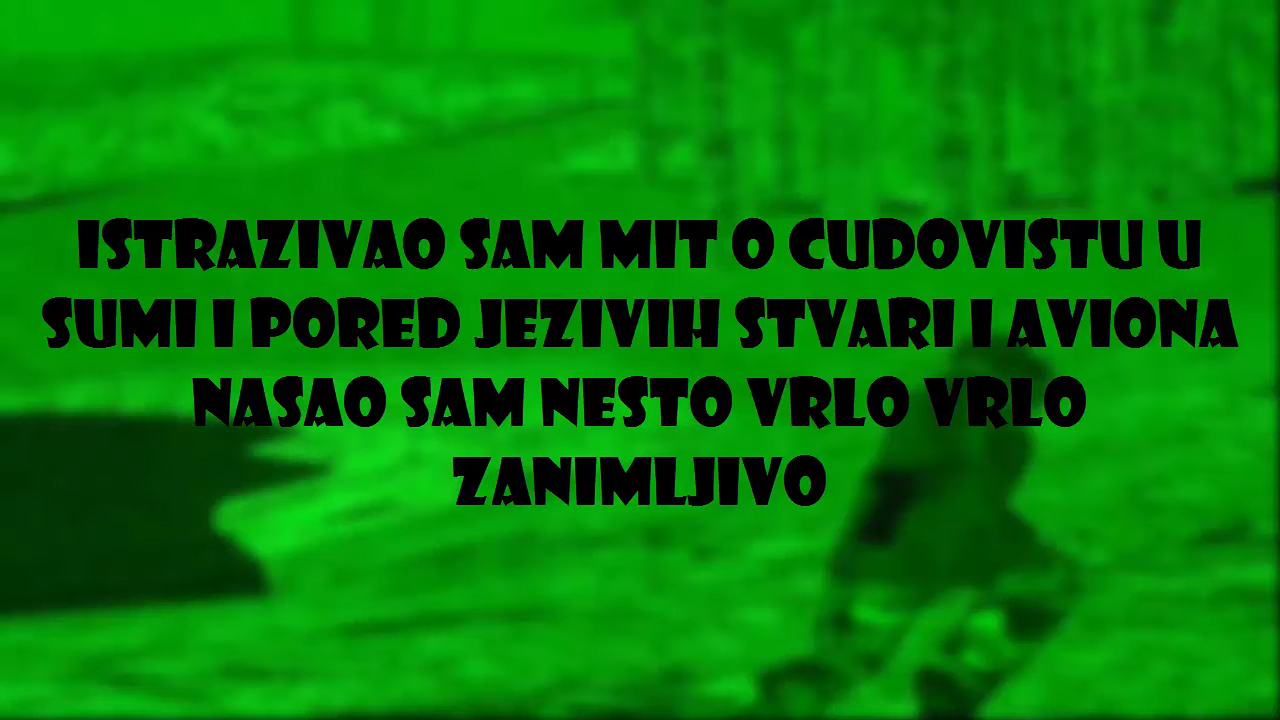 ISTRAZIVAO SAM MIT O CUDOVISTU U
SUMI I PORED JEZIVIH STVARI I AVIONA
NASAO SAM NESTO VRLO VRLO
ZANIMLJIVO